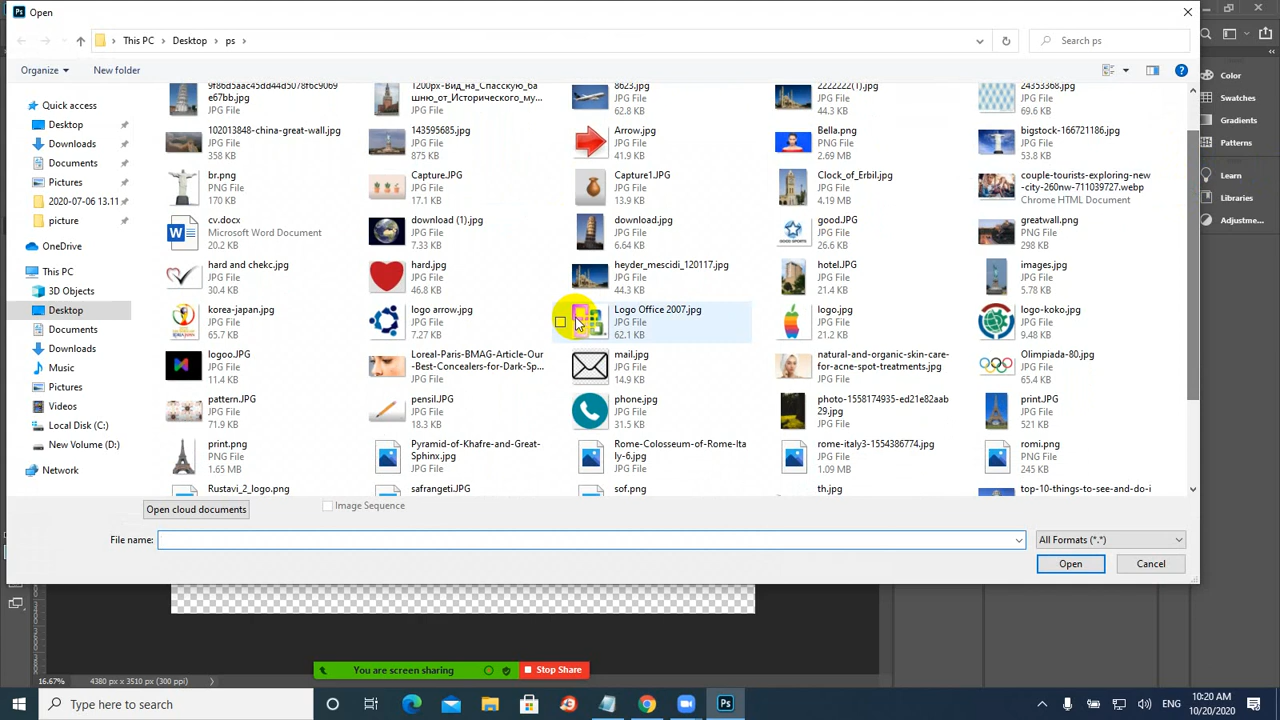 Ps Open
This PC > Desktop > ps >
Search ps
Organize
New folder
Quick access
Desktop
Downloads
Documents
Pictures
2020-07-06 13.11
picture
OneDrive
This PC
3D Objects
Desktop
Documents
Downloads
Music
Pictures
Videos
Local Disk (C:)
New Volume (D:)
Network
9f86d5aac45dd44d5078f6c9049
e67bb.jpg
JPG File
1200px-Вид_на_Спасскую_ба
шню_от_Исторического_му...
JPG File
8623.jpg
JPG File
62.8 KB
2222222(1).jpg
JPG File
44.3 KB
24353368.jpg
JPG File
69.6 KB
102013848-china-great-wall.jpg
JPG File
358 KB
143595685.jpg
JPG File
875 KB
Arrow.jpg
JPG File
41.9 KB
Bella.png
PNG File
2.69 MB
bigstock-166721186.jpg
JPG File
53.8 KB
br.png
PNG File
170 KB
Capture.JPG
JPG File
17.1 KB
Capture1.JPG
JPG File
13.9 KB
Clock_of_Erbil.jpg
JPG File
4.19 MB
couple-tourists-exploring-new
-city-260nw-711039727.webp
Chrome HTML Document
cv.docx
Microsoft Word Document
20.2 KB
download (1).jpg
JPG File
7.33 KB
download.jpg
JPG File
6.64 KB
good.JPG
JPG File
26.6 KB
greatwall.png
PNG File
298 KB
hard and chekc.jpg
JPG File
30.4 KB
hard.jpg
JPG File
46.8 KB
heyder_mescidi_120117.jpg
JPG File
44.3 KB
hotel.JPG
JPG File
21.4 KB
images.jpg
JPG File
5.78 KB
korea-japan.jpg
JPG File
65.7 KB
logo arrow.jpg
JPG File
7.27 KB
Logo Office 2007.jpg
JPG File
62.1 KB
logo.jpg
JPG File
21.2 KB
logo-koko.jpg
JPG File
9.48 KB
logoo.JPG
JPG File
11.4 KB
Loreal-Paris-BMAG-Article-Our
-Best-Concealers-for-Dark-Sp...
JPG File
mail.jpg
JPG File
14.9 KB
natural-and-organic-skin-care-
for-acne-spot-treatments.jpg
JPG File
Olimpiada-80.jpg
JPG File
65.4 KB
pattern.JPG
JPG File
71.9 KB
pensil.JPG
JPG File
18.3 KB
phone.jpg
JPG File
31.5 KB
photo-1558174935-ed21e82aab
29.jpg
JPG File
print.JPG
JPG File
521 KB
print.png
PNG File
1.65 MB
Pyramid-of-Khafre-and-Great-
Sphinx.jpg
JPG File
Rome-Colosseum-of-Rome-Ita
ly-6.jpg
JPG File
rome-italy3-1554386774.jpg
JPG File
1.09 MB
romi.png
PNG File
245 KB
Rustavi_2_logo.png
safrangeti.JPG
sof.png
th.jpg
top-10-things-to-see-and-do-i
Open cloud documents
Image Sequence
File name:
All Formats (*.*)
Open
Cancel
Color
Swatches
Gradients
Patterns
Learn
Libraries
Adjustme...
You are screen sharing
Stop Share
16.67%
4380 px x 3510 px (300 ppi)
Type here to search
Ps
ENG
10:20 AM
10/20/2020